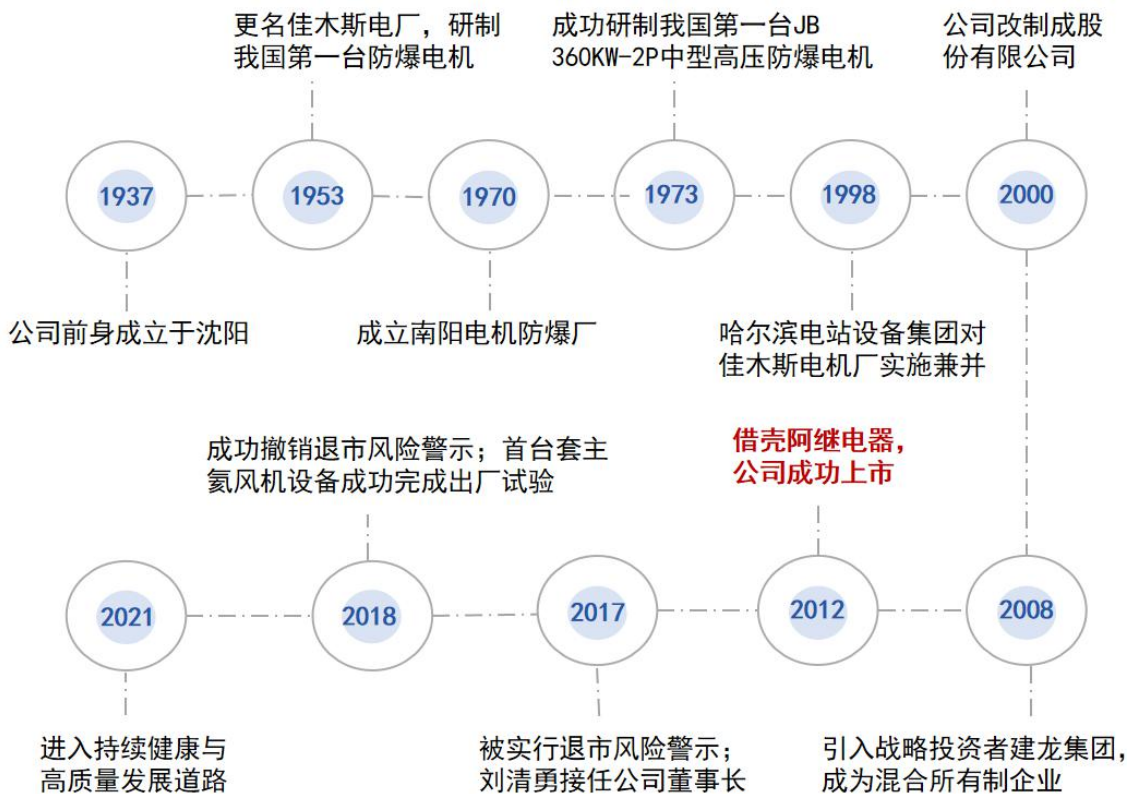 更名佳木斯电厂，研制
我国第一台防爆电机
成功研制我国第一台JB
360KW-2P中型高压防爆电机
公司改制成股
份有限公司
1937
1953
1970
1973
1998
2000
公司前身成立于沈阳
成立南阳电机防爆厂
哈尔滨电站设备集团对
佳木斯电机厂实施兼并
成功撤销退市风险警示；首台套主
氦风机设备成功完成出厂试验
借壳阿继电器，
公司成功上市
2021
2018
2017
2012
2008
进入持续健康与
高质量发展道路
被实行退市风险警示；
刘清勇接任公司董事长
引入战略投资者建龙集团，
成为混合所有制企业